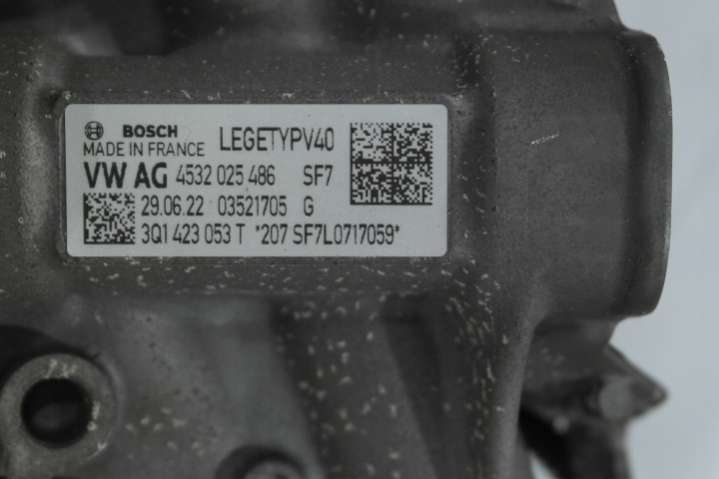 BOSCH LEGETYPV40
MADE IN FRANCE
VW AG 4532 025 486 SF7
29.06.22 03521705 G
3Q1 423 053 T *207 SF7L0717059*